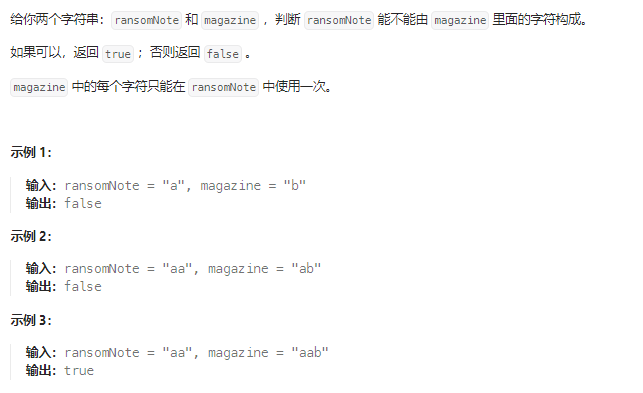 给你两个字符串：ransomNote 和 magazine ，判断 ransomNote 能不能由 magazine 里面的字符构成。
如果可以，返回 true ；否则返回 false 。
magazine 中的每个字符只能在 ransomNote 中使用一次。
示例 1：
输入：ransomNote = "a", magazine = "b"
输出：false
示例 2：
输入：ransomNote = "aa", magazine = "ab"
输出：false
示例 3：
输入：ransomNote = "aa", magazine = "aab"
输出：true